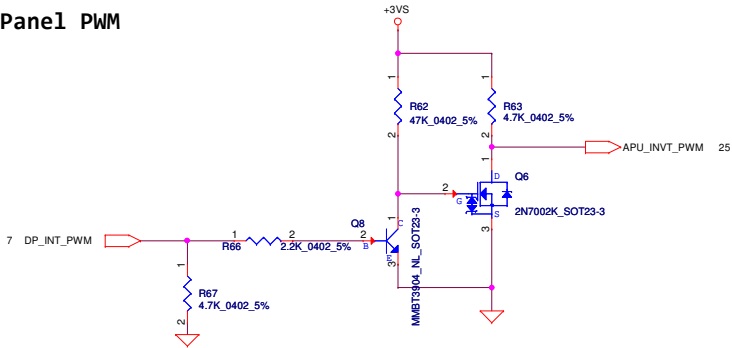 +3VS
Panel PWM
1
1
R62
47K_0402_5%
R63
4.7K_0402_5%
2
2
APU_INVT_PWM 25
1
D
Q6
2
G
2N7002K_SOT23-3
S
3
1
Q8
C
7 DP_INT_PWM
1
R66
2
2.2K_0402_5%
2
B
E
3
MMBT3904_NL_SOT23-3
1
R67
4.7K_0402_5%
2